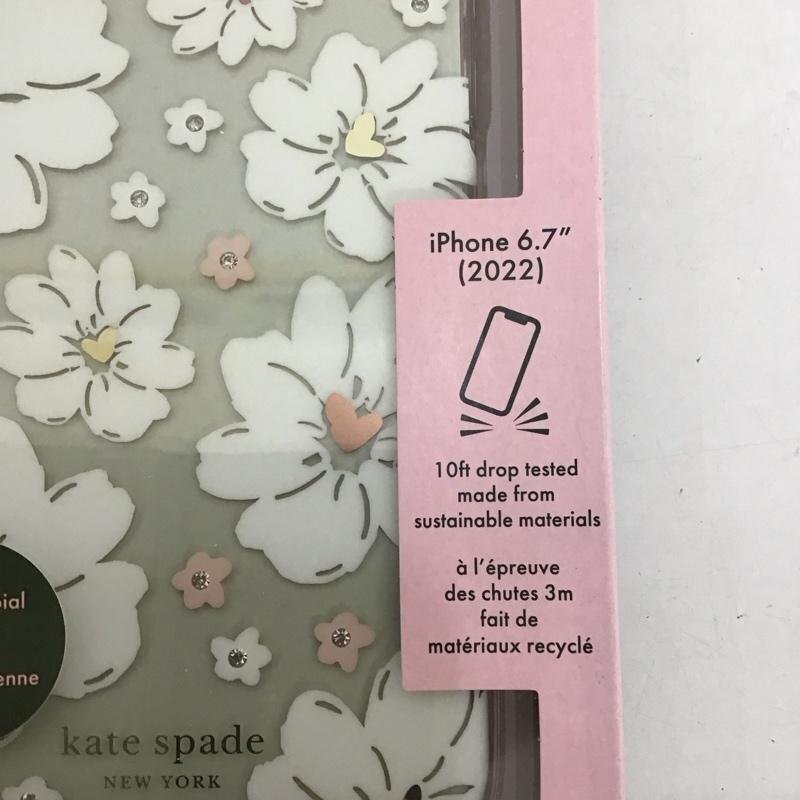 iPhone 6.7”
(2022)
10ft drop tested
made from
sustainable materials
à l’épreuve
des chutes 3m
fait de
matériaux recyclé
kate spade
NEW YORK